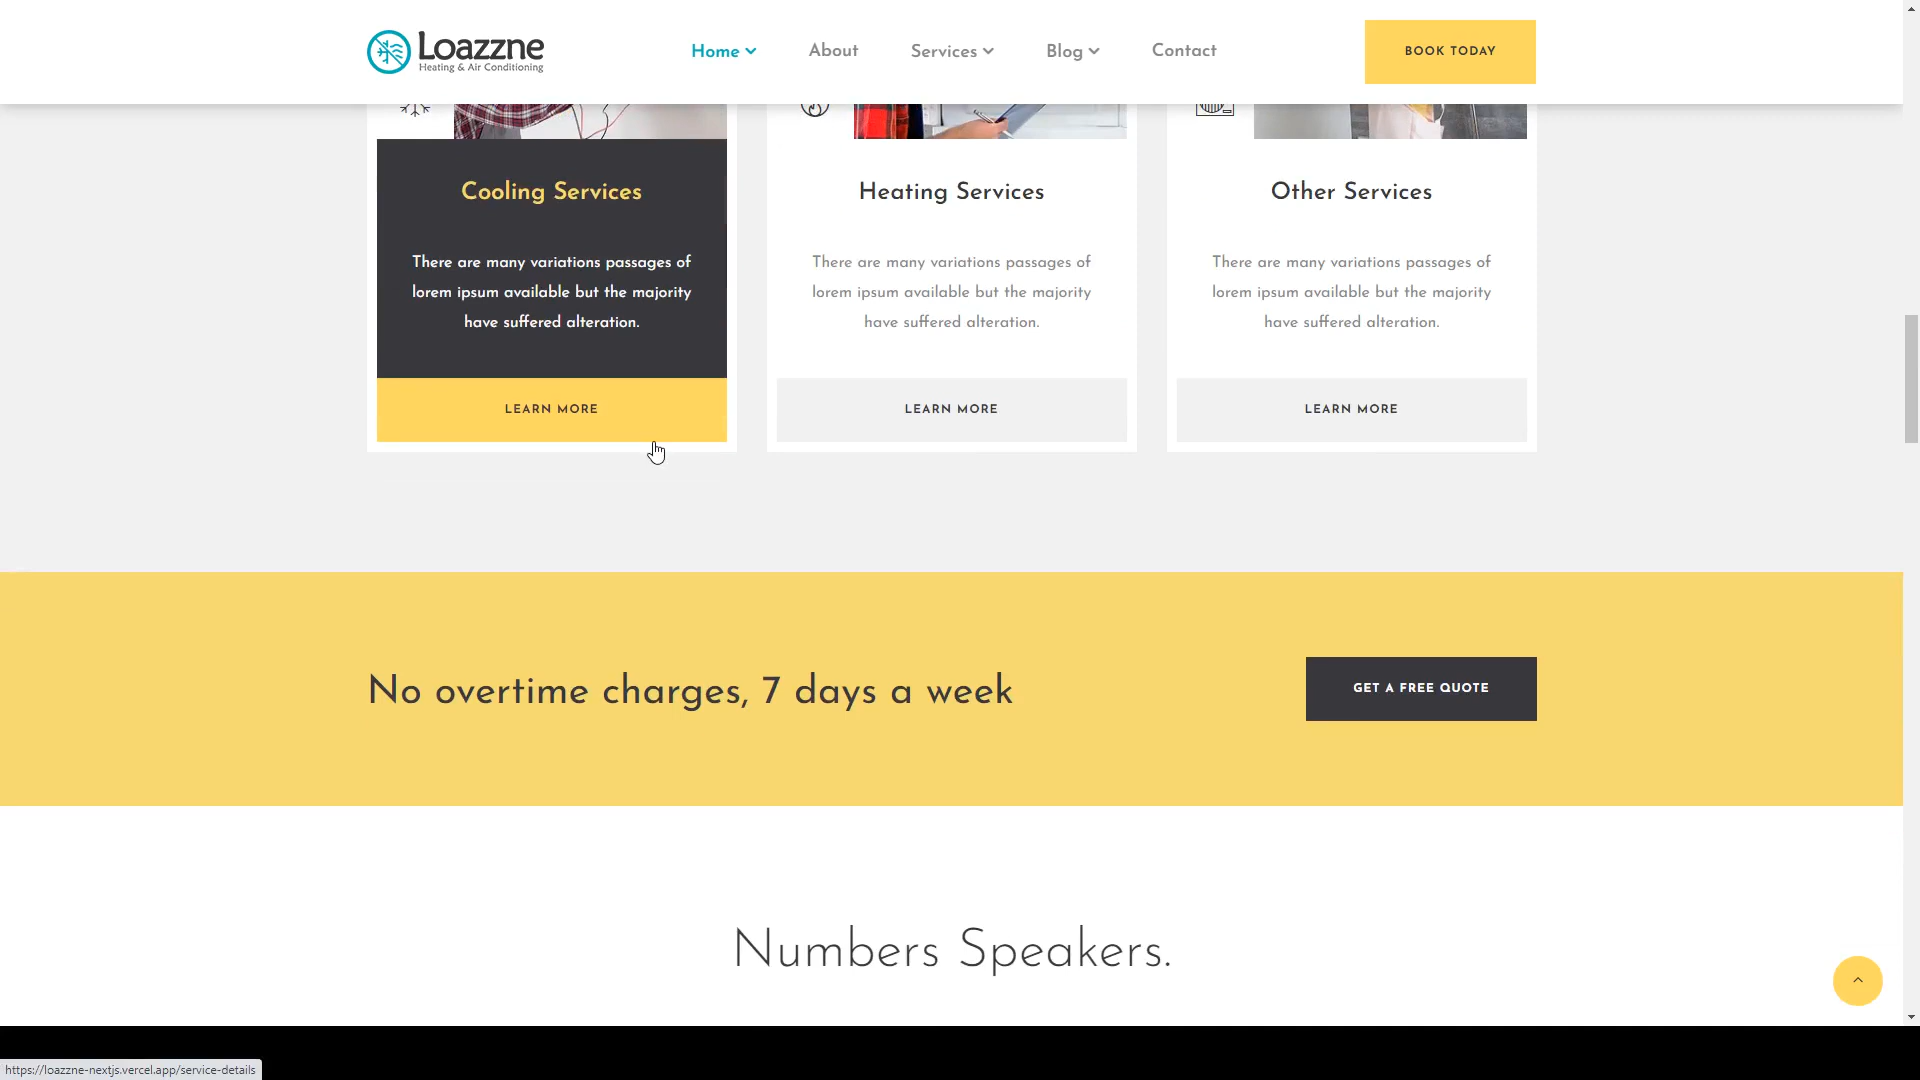 Loazzne
Heating & Air Conditioning
Home
About
Services
Blog
Contact
BOOK TODAY
Cooling Services
There are many variations passages of
lorem ipsum available but the majority
have suffered alteration.
LEARN MORE
Heating Services
There are many variations passages of
lorem ipsum available but the majority
have suffered alteration.
LEARN MORE
Other Services
There are many variations passages of
lorem ipsum available but the majority
have suffered alteration.
LEARN MORE
No overtime charges, 7 days a week
GET A FREE QUOTE
Numbers Speakers.
https://loazzne-nextjs.vercel.app/service-details